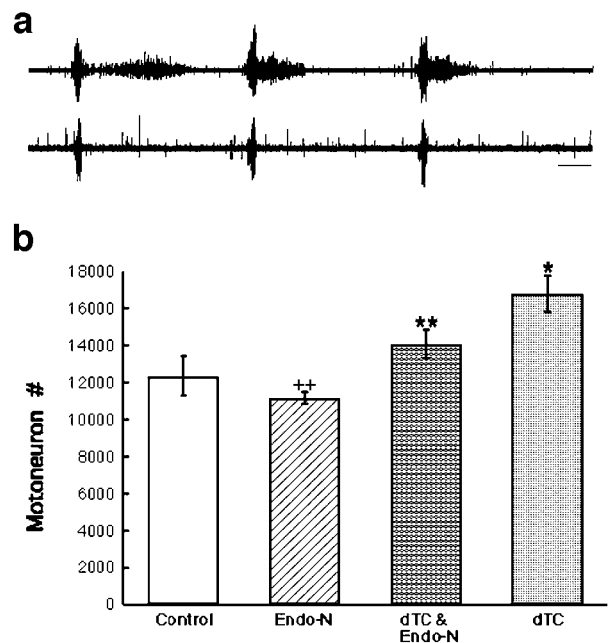 a
b
18000
16000
14000
12000
10000
8000
6000
4000
2000
0
Motoneuron #
++
**
*
Control
Endo-N
dTC &
Endo-N
dTC